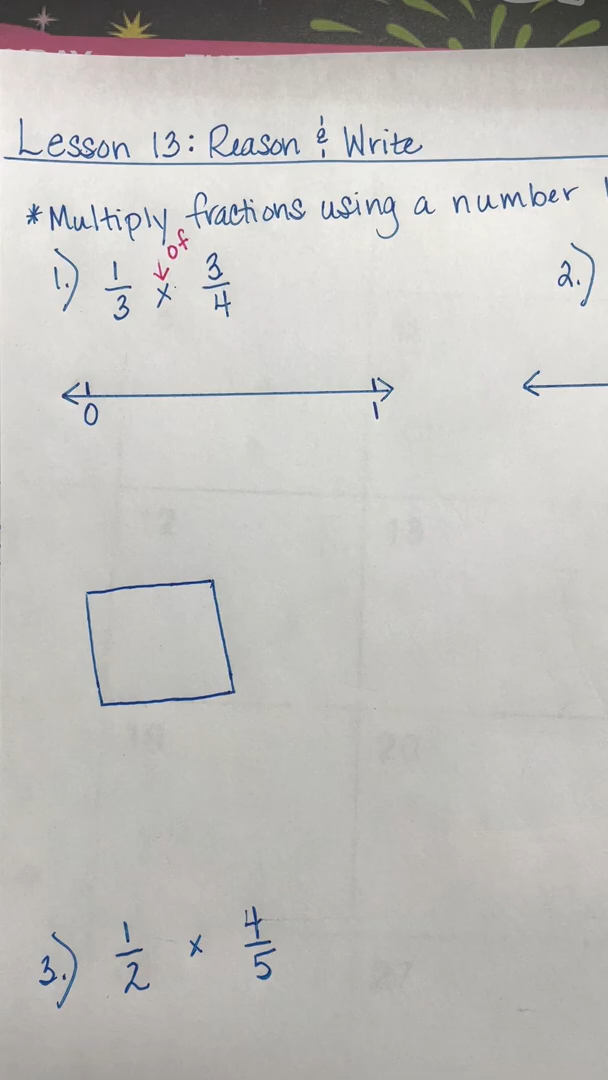 Lesson 13: Reason & Write
*Multiply fractions using a number
of
1.) 1/3 x 3/4
2.)
0 1
3.) 1/2 x 4/5